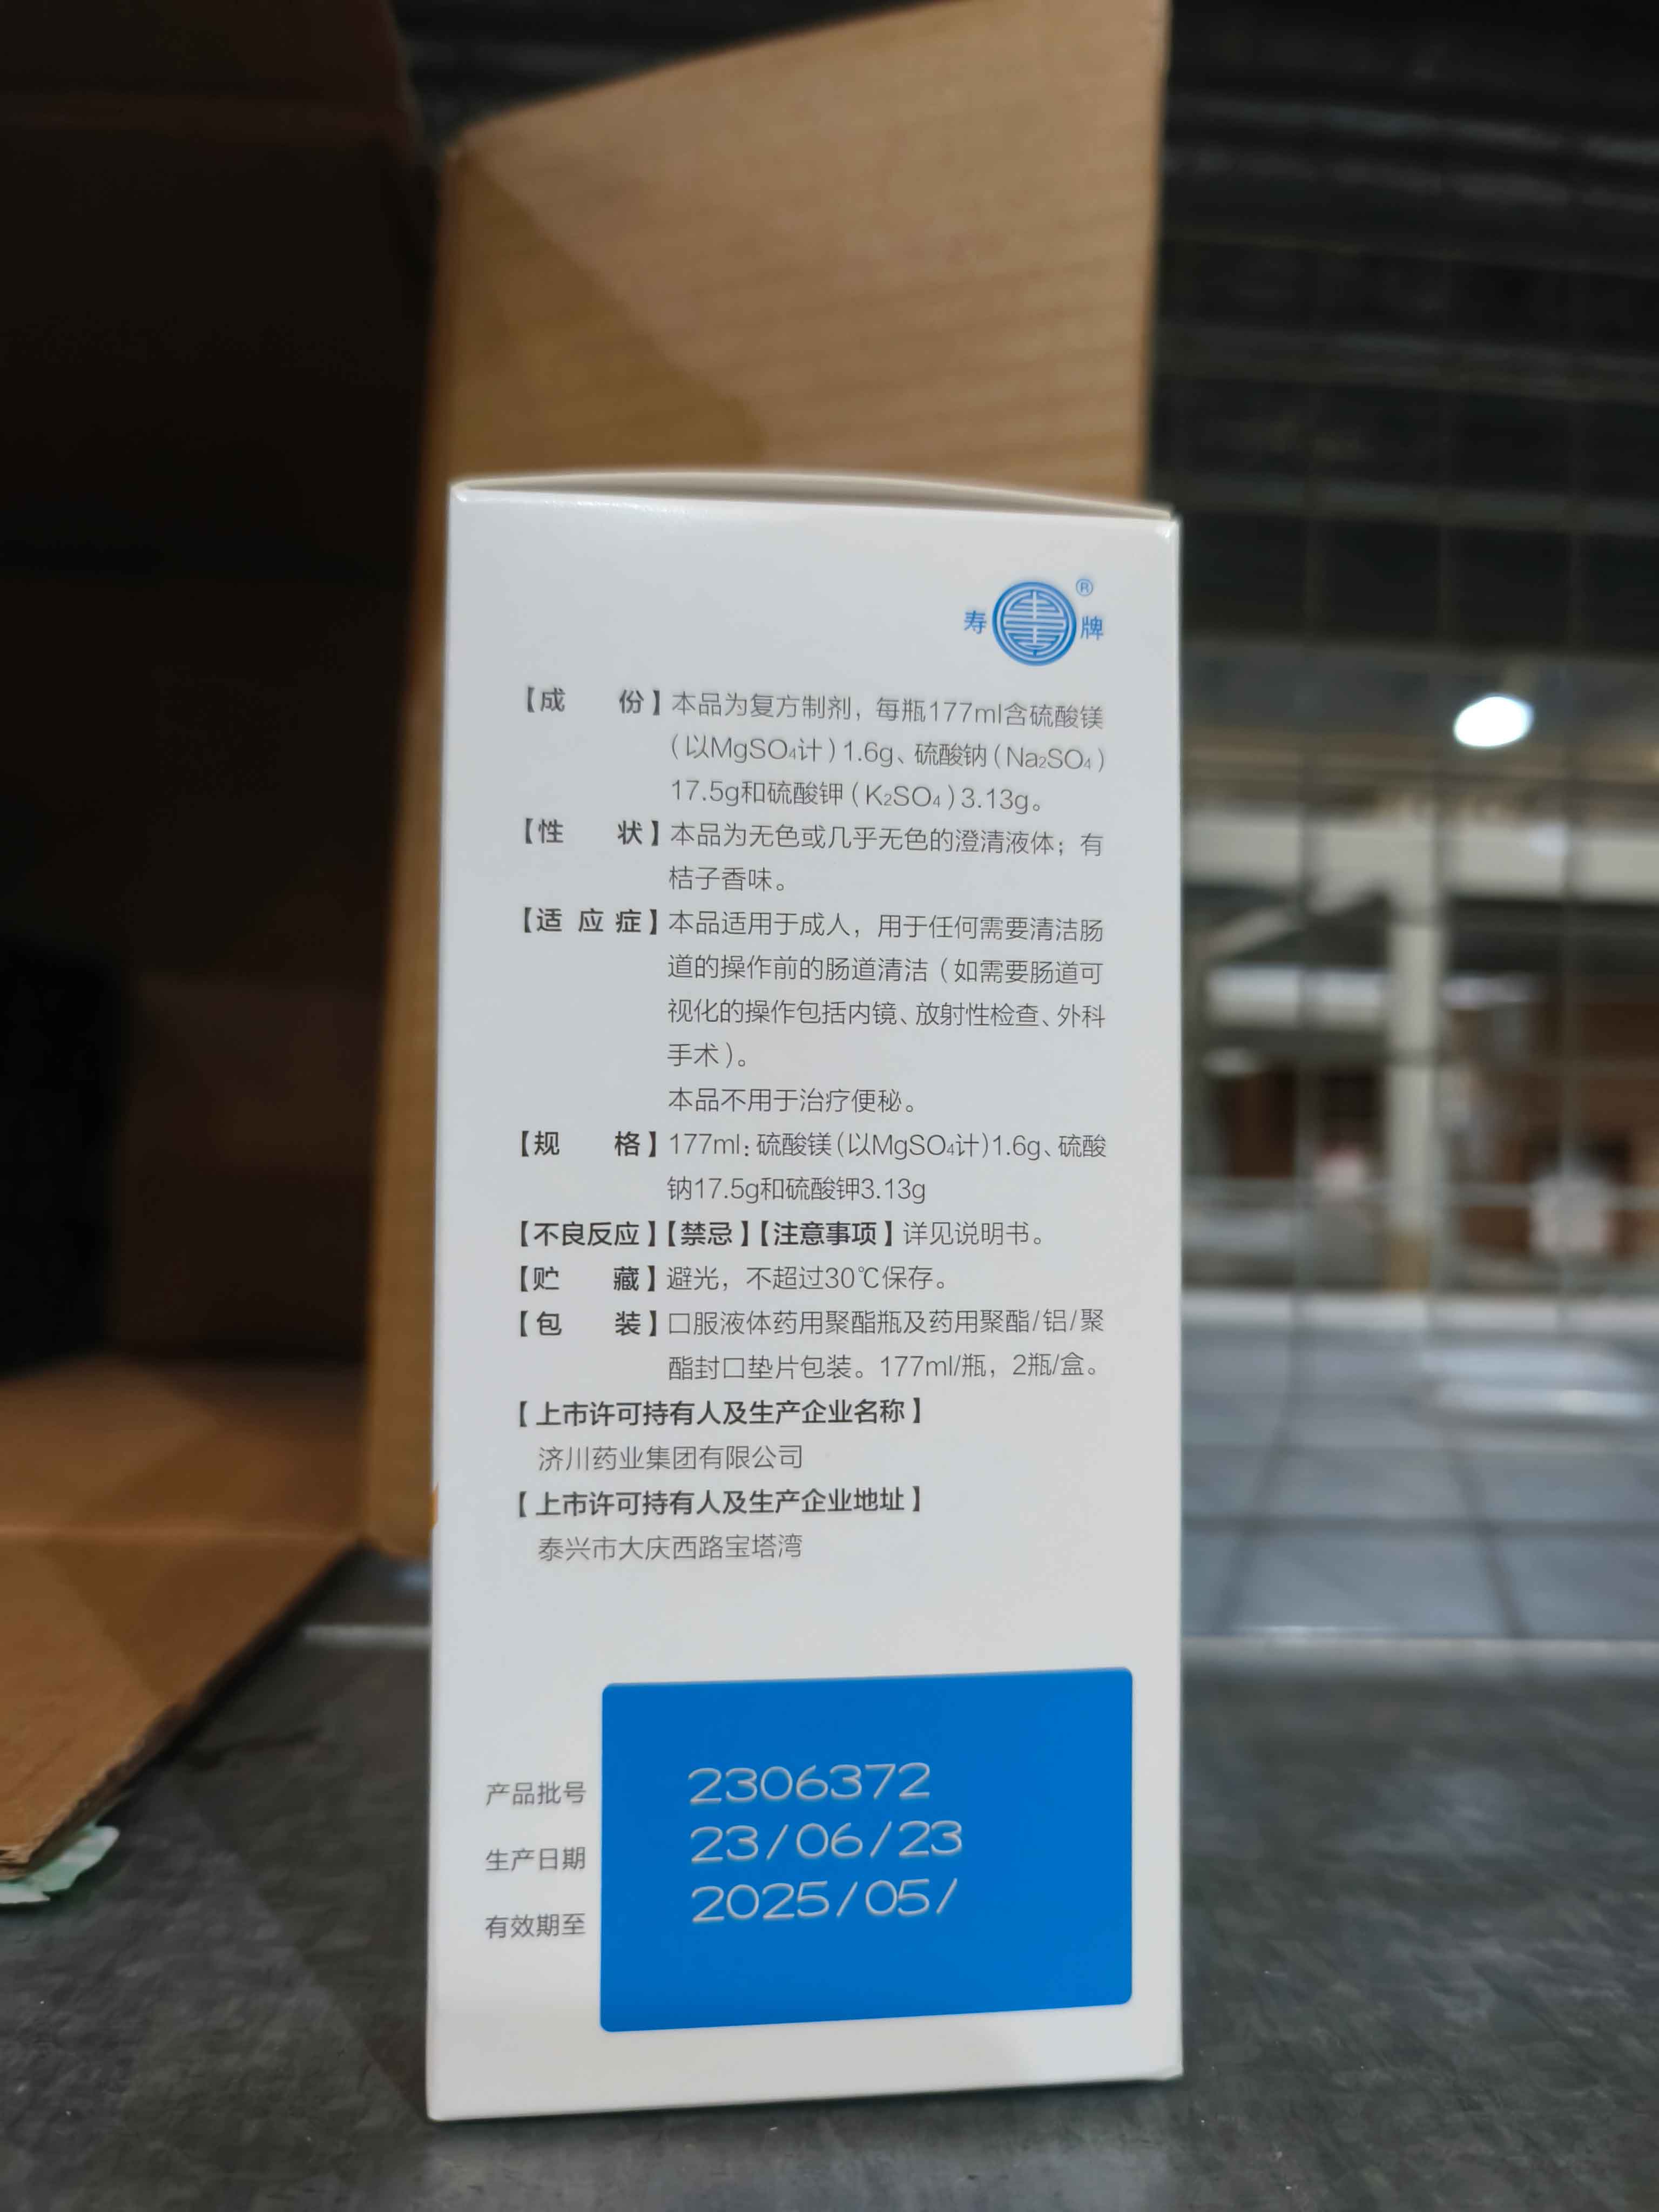 寿 ® 牌
【成 份】本品为复方制剂，每瓶177ml含硫酸镁
（以MgSO₄计）1.6g、硫酸钠（Na₂SO₄）
17.5g和硫酸钾（K₂SO₄）3.13g。
【性 状】本品为无色或几乎无色的澄清液体；有
桔子香味。
【适 应 症】本品适用于成人，用于任何需要清洁肠
道的操作前的肠道清洁（如需要肠道可
视化的操作包括内镜、放射性检查、外科
手术）。
本品不用于治疗便秘。
【规 格】177ml：硫酸镁（以MgSO₄计）1.6g、硫酸
钠17.5g和硫酸钾3.13g
【不良反应】【禁忌】【注意事项】详见说明书。
【贮 藏】避光，不超过30℃保存。
【包 装】口服液体药用聚酯瓶及药用聚酯/铝/聚
酯封口垫片包装。177ml/瓶，2瓶/盒。
【上市许可持有人及生产企业名称】
济川药业集团有限公司
【上市许可持有人及生产企业地址】
泰兴市大庆西路宝塔湾
产品批号 2306372
生产日期 23/06/23
有效期至 2025/05/